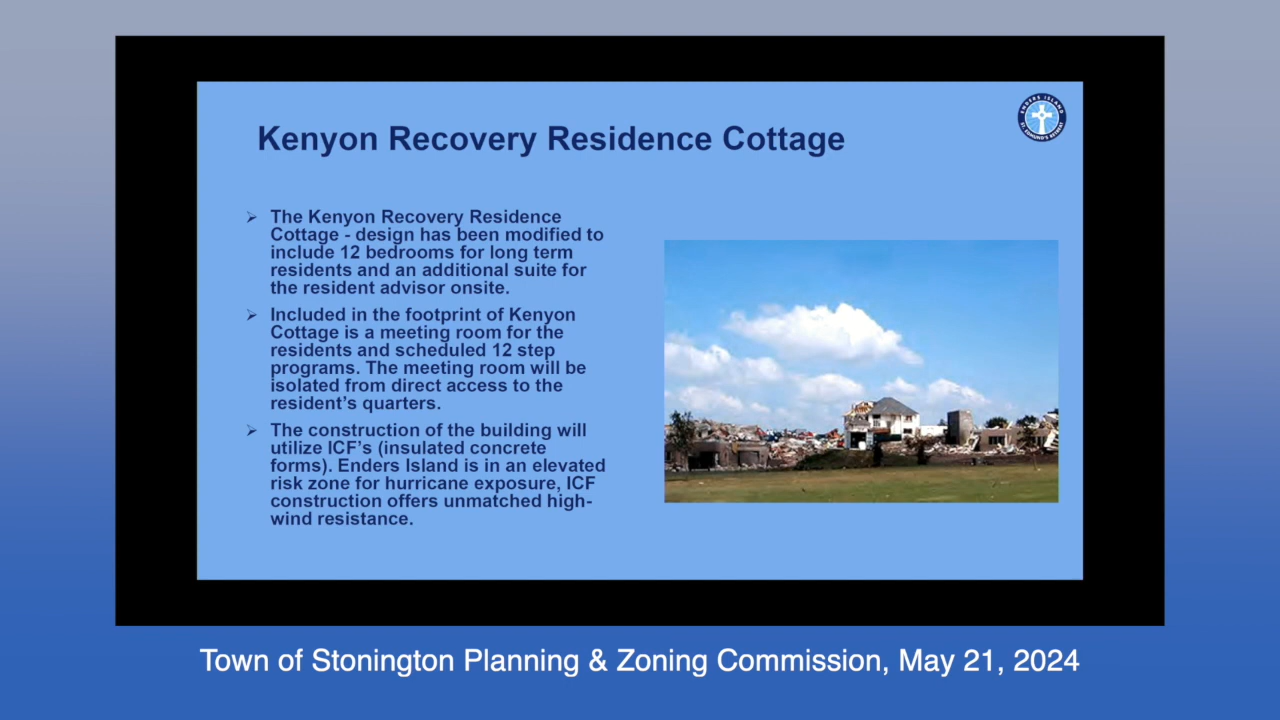 ENDERS ISLAND
ST. EDMUND'S RETREAT
Kenyon Recovery Residence Cottage
➢ The Kenyon Recovery Residence
Cottage - design has been modified to
include 12 bedrooms for long term
residents and an additional suite for
the resident advisor onsite.
➢ Included in the footprint of Kenyon
Cottage is a meeting room for the
residents and scheduled 12 step
programs. The meeting room will be
isolated from direct access to the
resident's quarters.
➢ The construction of the building will
utilize ICF's (insulated concrete
forms). Enders Island is in an elevated
risk zone for hurricane exposure, ICF
construction offers unmatched high-
wind resistance.
Town of Stonington Planning & Zoning Commission, May 21, 2024